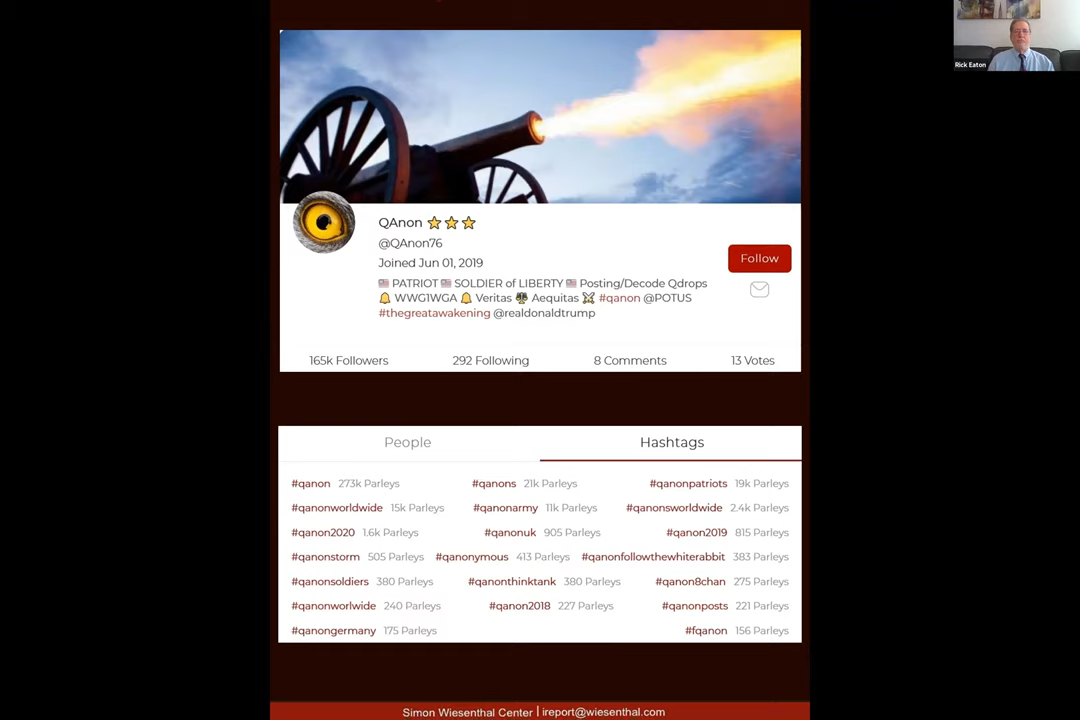 Rick Eaton
QAnon ⭐⭐⭐
@QAnon76
Joined Jun 01, 2019
🇺🇸 PATRIOT 🇺🇸 SOLDIER of LIBERTY 🇺🇸 Posting/Decode Qdrops
🔔 WWG1WGA 🔔 Veritas Aequitas ⚔️ #qanon @POTUS
#thegreatawakening @realdonaldtrump
Follow
165k Followers 292 Following 8 Comments 13 Votes
People Hashtags
#qanon 273k Parleys #qanons 21k Parleys #qanonpatriots 19k Parleys
#qanonworldwide 15k Parleys #qanonarmy 11k Parleys #qanonsworldwide 2.4k Parleys
#qanon2020 1.6k Parleys #qanonuk 905 Parleys #qanon2019 815 Parleys
#qanonstorm 505 Parleys #qanonymous 413 Parleys #qanonfollowthewhiterabbit 383 Parleys
#qanonsoldiers 380 Parleys #qanonthinktank 380 Parleys #qanon8chan 275 Parleys
#qanonworlwide 240 Parleys #qanon2018 227 Parleys #qanonposts 221 Parleys
#qanongermany 175 Parleys #fqanon 156 Parleys
Simon Wiesenthal Center | ireport@wiesenthal.com